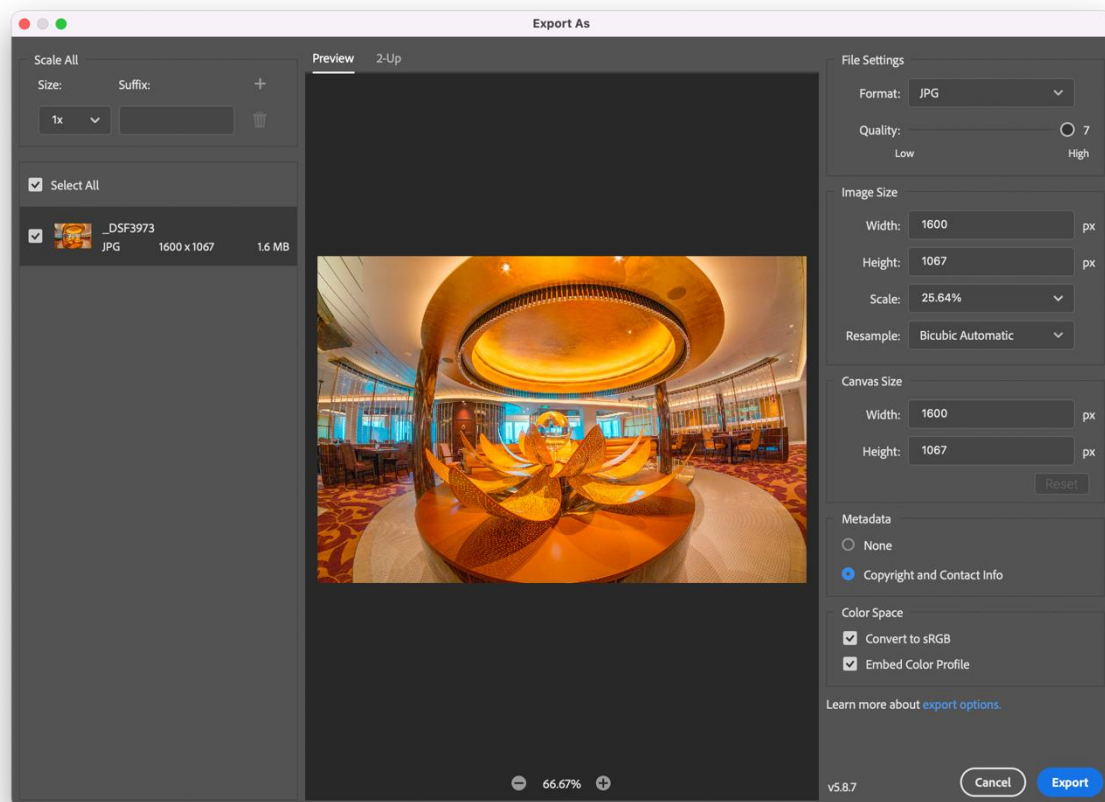 Export As
Scale All
Size: Suffix:
1x
Select All
_DSF3973
JPG 1600 x 1067 1.6 MB
Preview 2-Up
66.67%
File Settings
Format: JPG
Quality: 7
Low High
Image Size
Width: 1600 px
Height: 1067 px
Scale: 25.64%
Resample: Bicubic Automatic
Canvas Size
Width: 1600 px
Height: 1067 px
Reset
Metadata
None
Copyright and Contact Info
Color Space
Convert to sRGB
Embed Color Profile
Learn more about export options.
v5.8.7 Cancel Export